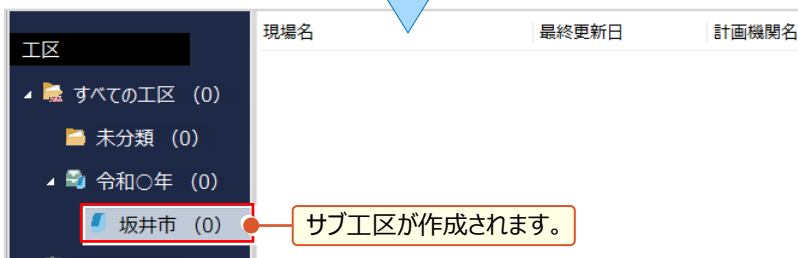 現場名 最終更新日 計画機関名
工区
すべての工区 (0)
未分類 (0)
令和○年 (0)
坂井市 (0)
サブ工区が作成されます。